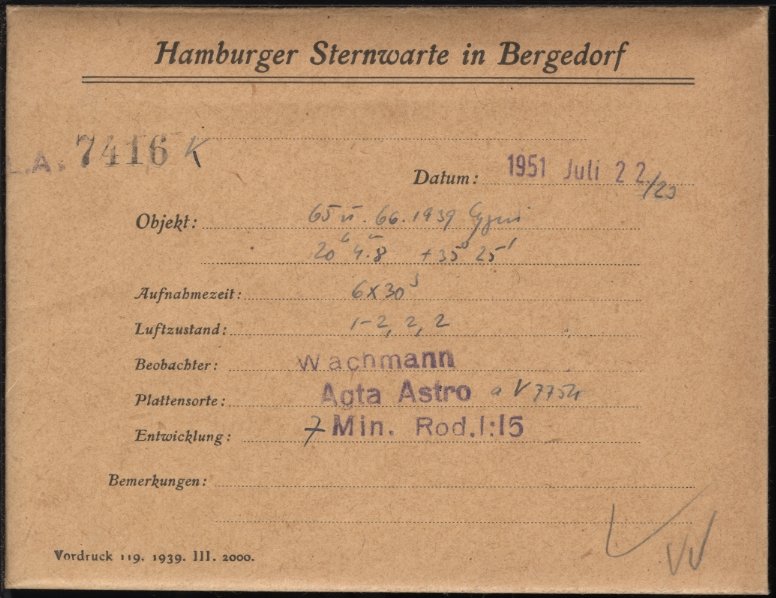 Hamburger Sternwarte in Bergedorf
L.A. 7416 K
Datum: 1951 Juli 22/23
Objekt: 65 u. 66.1939 Cygni
20ʰ 4ᵐ.8 +35° 25'
Aufnahmezeit: 6x30ˢ
Luftzustand: 1-2, 2, 2
Beobachter: Wachmann
Plattensorte: Agfa Astro
Entwicklung: 7 Min. Rod. 1:15
Bemerkungen:
Vordruck 119. 1939. III. 2000.